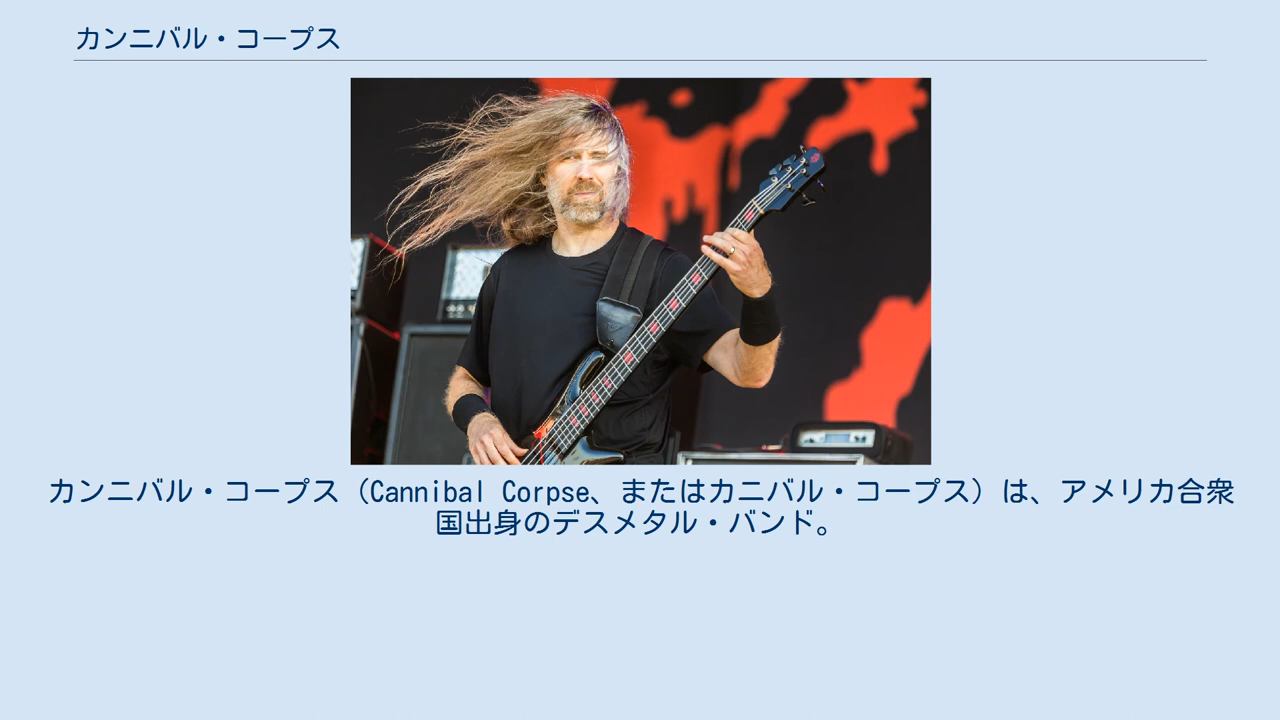 カンニバル・コープス
カンニバル・コープス（Cannibal Corpse、またはカニバル・コープス）は、アメリカ合衆
国出身のデスメタル・バンド。